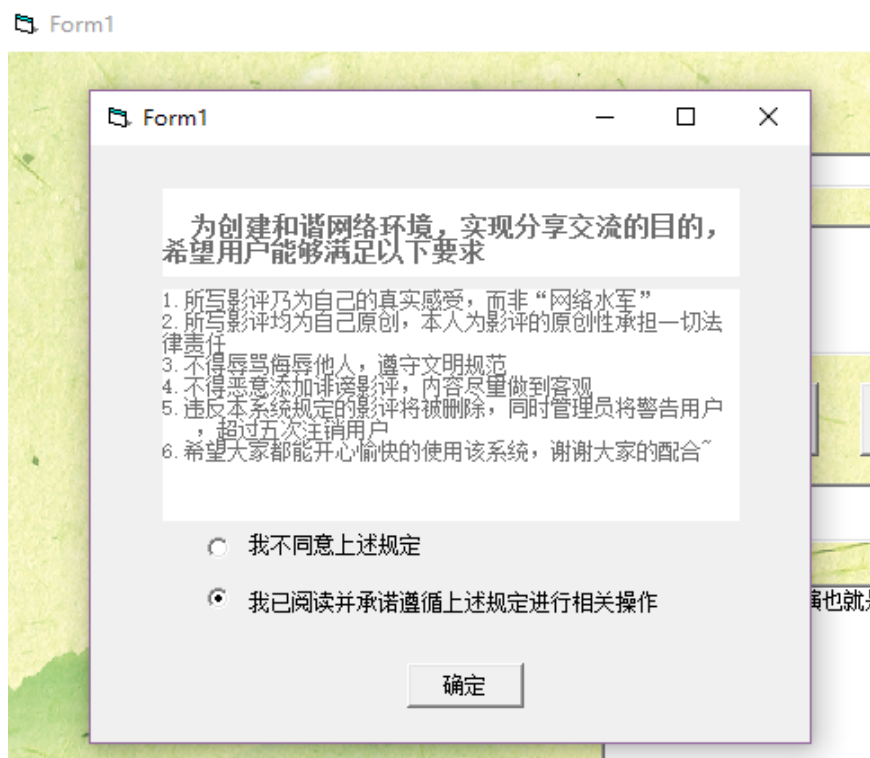 Form1
Form1
为创建和谐网络环境，实现分享交流的目的，
希望用户能够满足以下要求
1.所写影评乃为自己的真实感受，而非“网络水军”
2.所写影评均为自己原创，本人为影评的原创性承担一切法
律责任
3.不得辱骂侮辱他人，遵守文明规范
4.不得恶意添加诽谤影评，内容尽量做到客观
5.违反本系统规定的影评将被删除，同时管理员将警告用户
，超过五次注销用户
6.希望大家都能开心愉快的使用该系统，谢谢大家的配合~
我不同意上述规定
我已阅读并承诺遵循上述规定进行相关操作
也就
确定